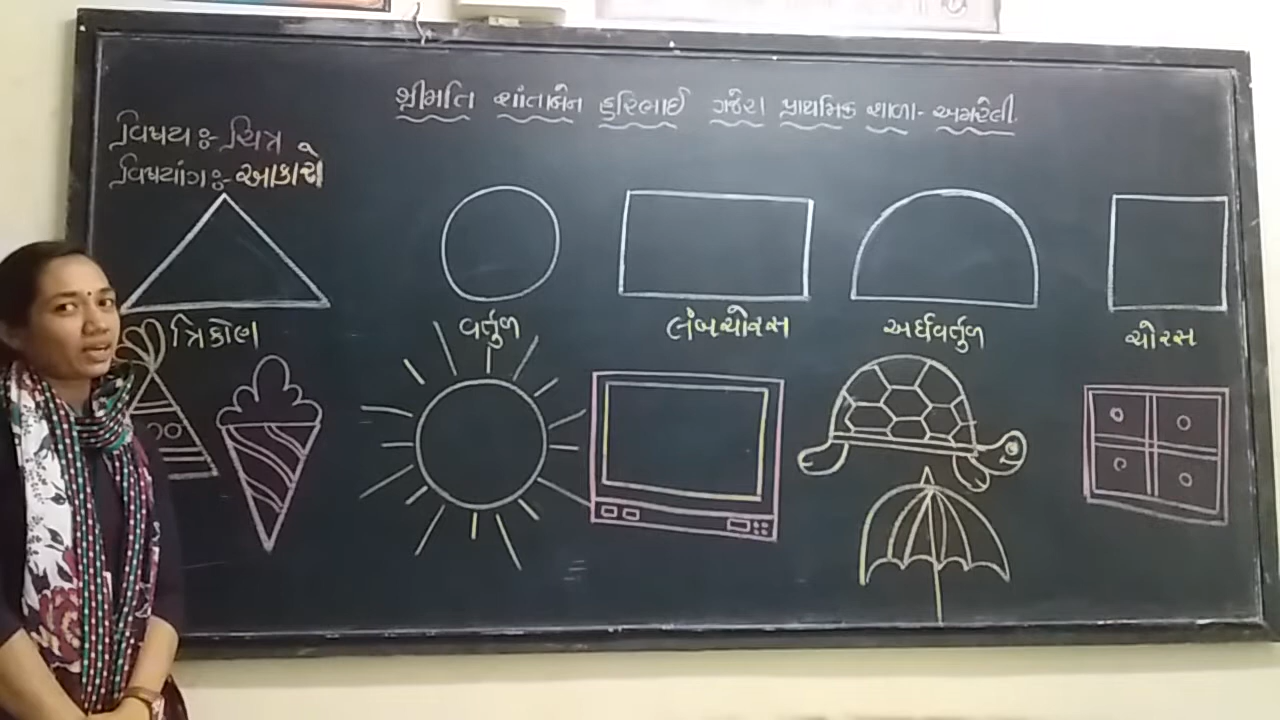 શ્રીમતિ શાંતાબેન હરિભાઈ ગજેરા પ્રાથમિક શાળા- અમરેલી.
વિષય:- ચિત્ર
વિષયાંગ:- આકારો
ત્રિકોણ
વર્તુળ
લંબચોરસ
અર્ધવર્તુળ
ચોરસ